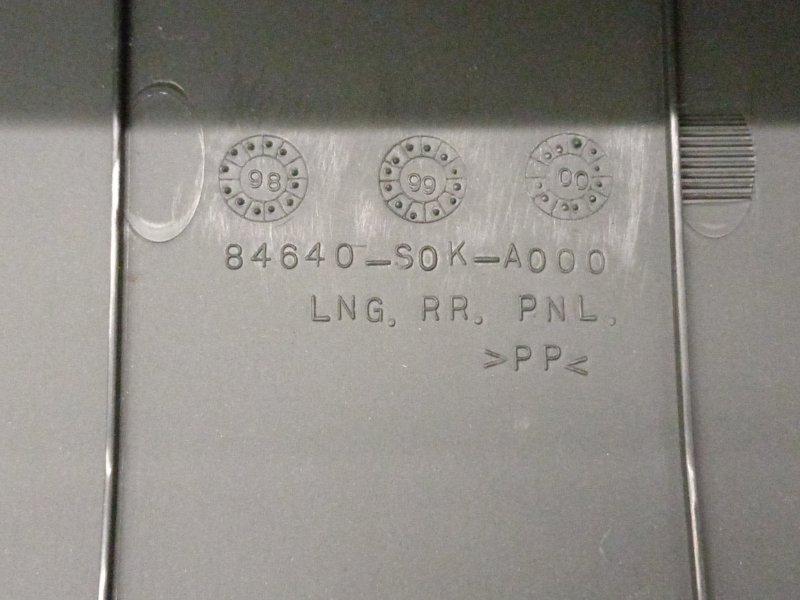 98 99 00
84640-S0K-A000
LNG, RR, PNL,
>PP<